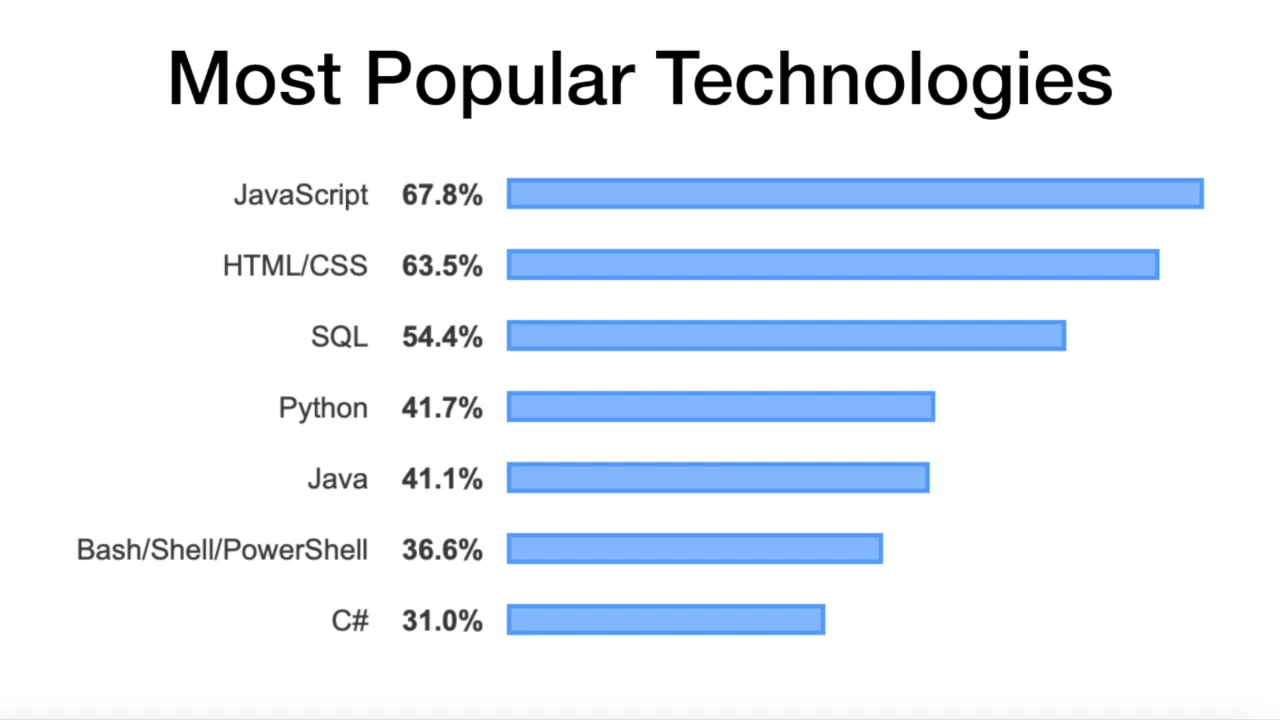 Most Popular Technologies
JavaScript 67.8%
HTML/CSS 63.5%
SQL 54.4%
Python 41.7%
Java 41.1%
Bash/Shell/PowerShell 36.6%
C# 31.0%